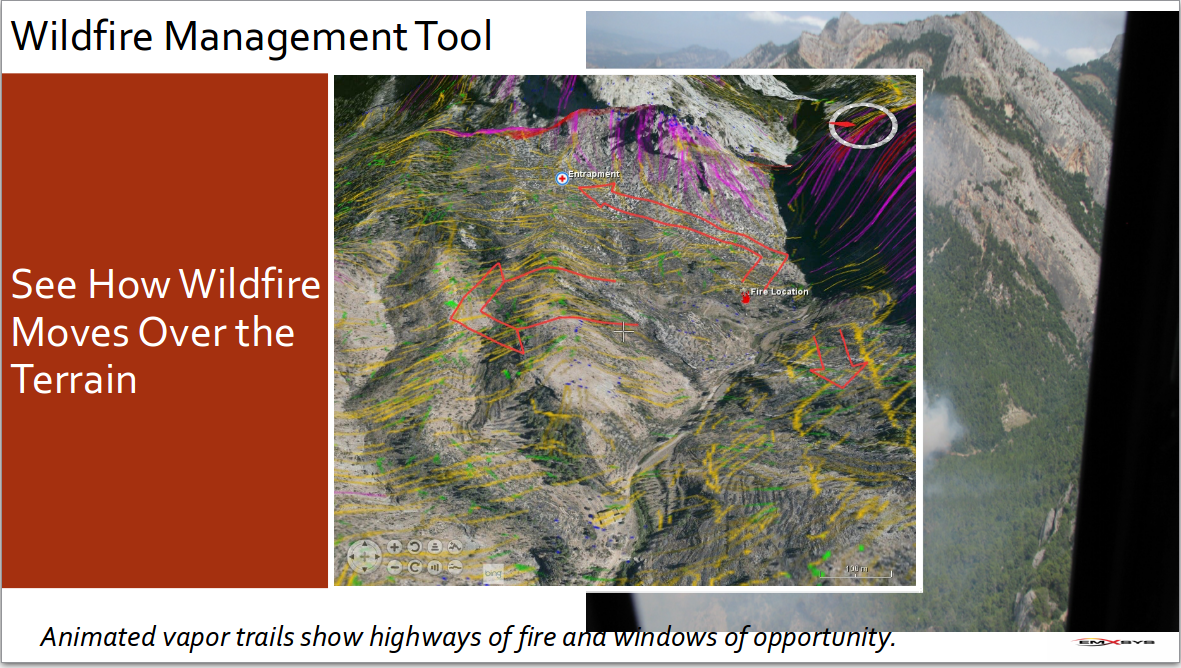 Wildfire Management Tool
See How Wildfire
Moves Over the
Terrain
Entrapment
Fire Location
bing
Animated vapor trails show highways of fire and windows of opportunity.
EMXSYS